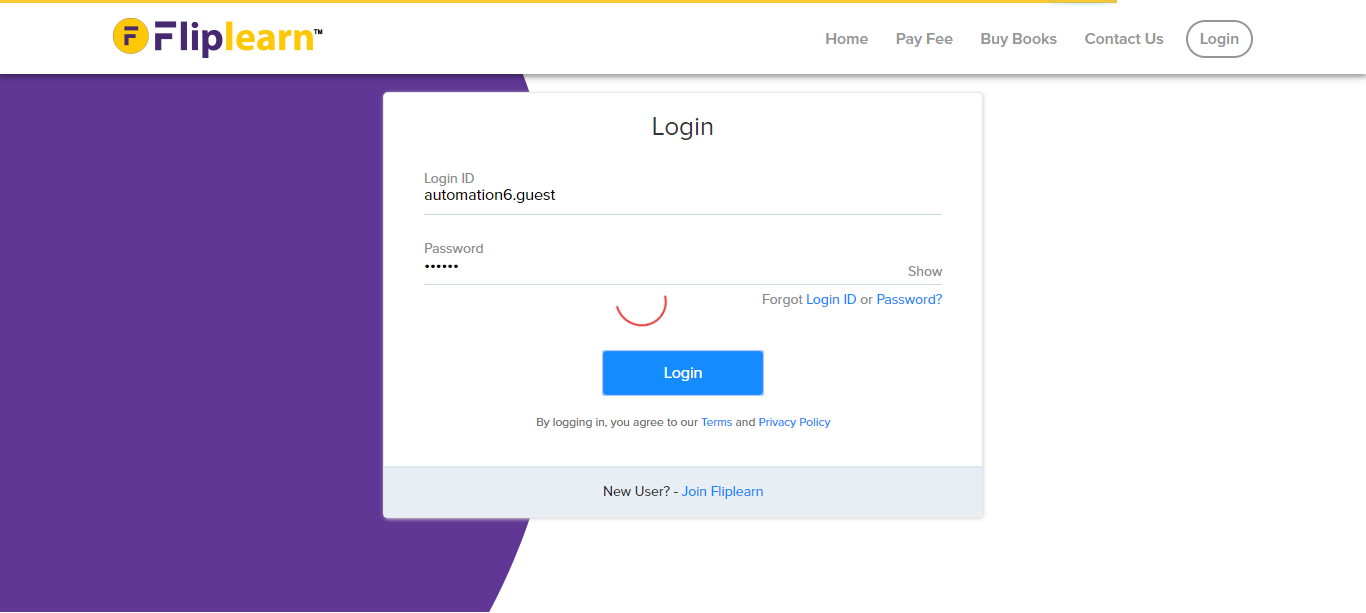 F Fliplearn™
Home Pay Fee Buy Books Contact Us Login
Login
Login ID
automation6.guest
Password
••••••
Show
Forgot Login ID or Password?
Login
By logging in, you agree to our Terms and Privacy Policy
New User? - Join Fliplearn